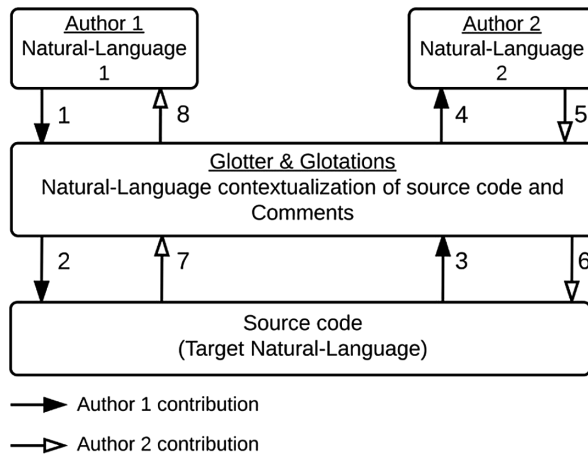 Author 1
Natural-Language
1
Author 2
Natural-Language
2
1
8
4
5
Glotter & Glotations
Natural-Language contextualization of source code and
Comments
2
7
3
6
Source code
(Target Natural-Language)
Author 1 contribution
Author 2 contribution